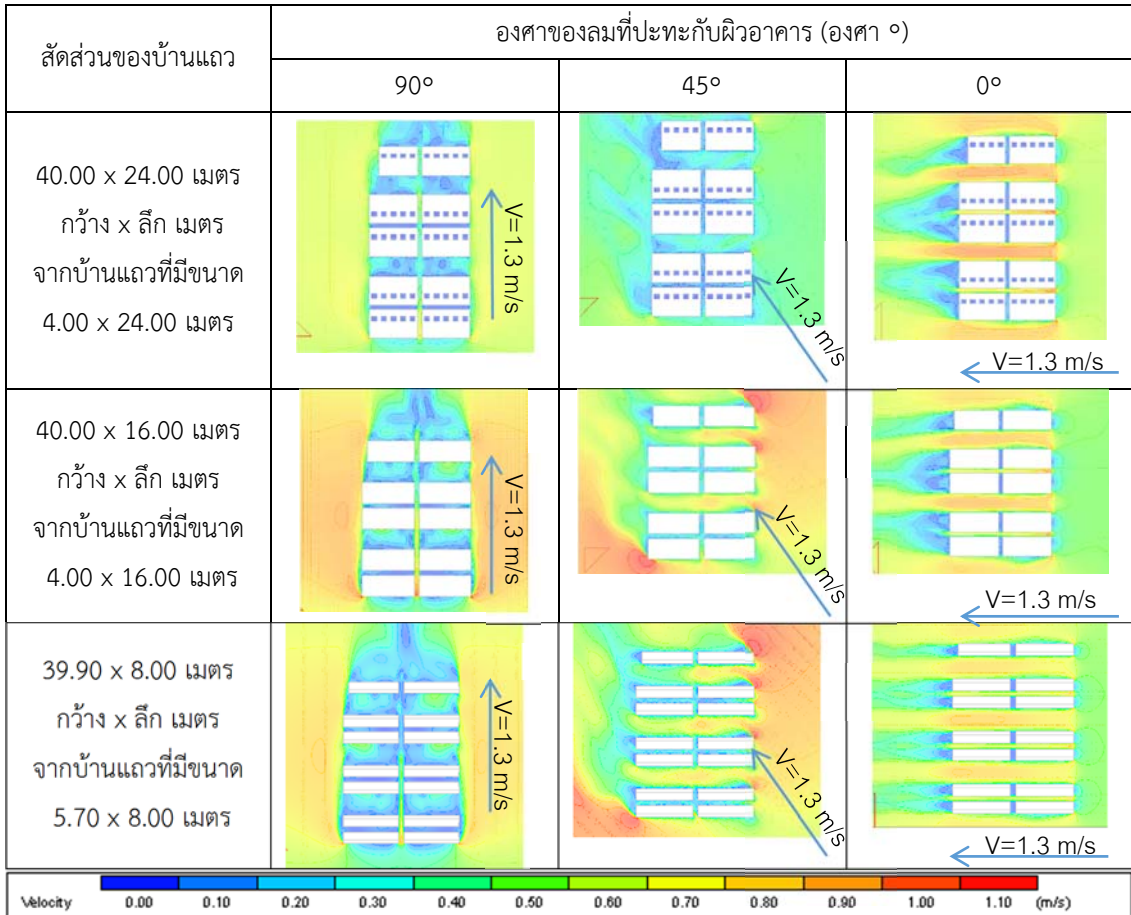 สัดส่วนของบ้านแถว
องศาของลมที่ปะทะกับผิวอาคาร (องศา °)
90°
45°
0°
40.00 x 24.00 เมตร
กว้าง x ลึก เมตร
จากบ้านแถวที่มีขนาด
4.00 x 24.00 เมตร
V=1.3 m/s
V=1.3 m/s
V=1.3 m/s
40.00 x 16.00 เมตร
กว้าง x ลึก เมตร
จากบ้านแถวที่มีขนาด
4.00 x 16.00 เมตร
V=1.3 m/s
V=1.3 m/s
V=1.3 m/s
39.90 x 8.00 เมตร
กว้าง x ลึก เมตร
จากบ้านแถวที่มีขนาด
5.70 x 8.00 เมตร
V=1.3 m/s
V=1.3 m/s
V=1.3 m/s
Velocity 0.00 0.10 0.20 0.30 0.40 0.50 0.60 0.70 0.80 0.90 1.00 1.10 (m/s)